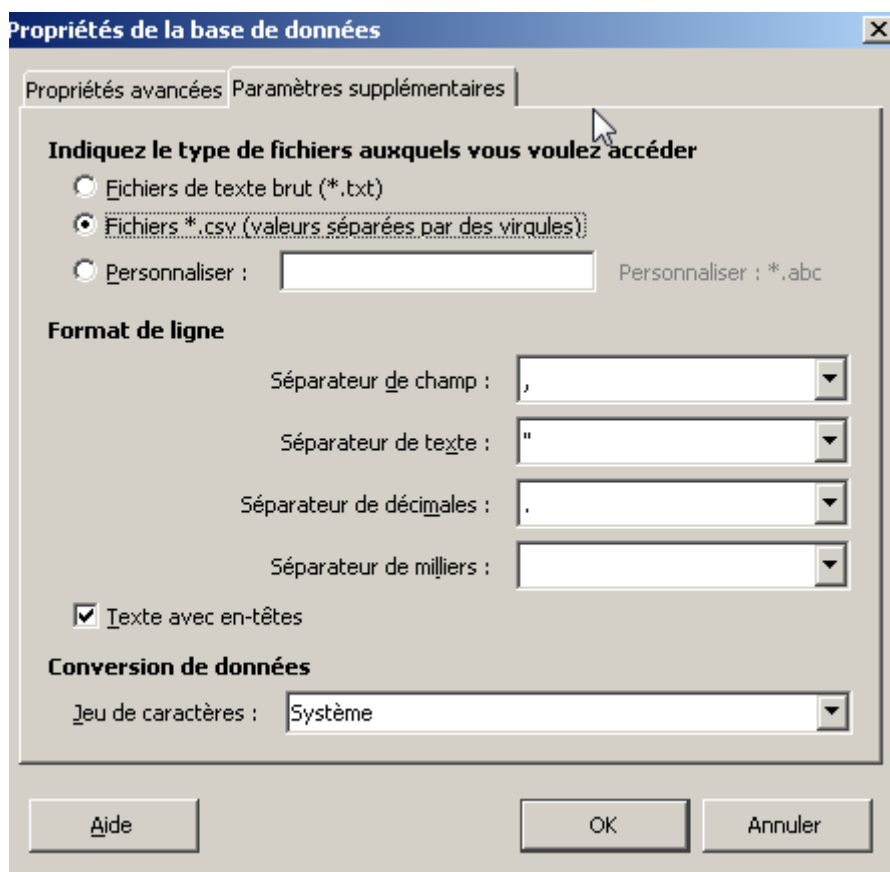 Propriétés de la base de données
Propriétés avancées Paramètres supplémentaires
Indiquez le type de fichiers auxquels vous voulez accéder
Fichiers de texte brut (*.txt)
Fichiers *.csv (valeurs séparées par des virgules)
Personnaliser : Personnaliser : *.abc
Format de ligne
Séparateur de champ : ,
Séparateur de texte : "
Séparateur de décimales : .
Séparateur de milliers :
Texte avec en-têtes
Conversion de données
Jeu de caractères : Système
Aide OK Annuler